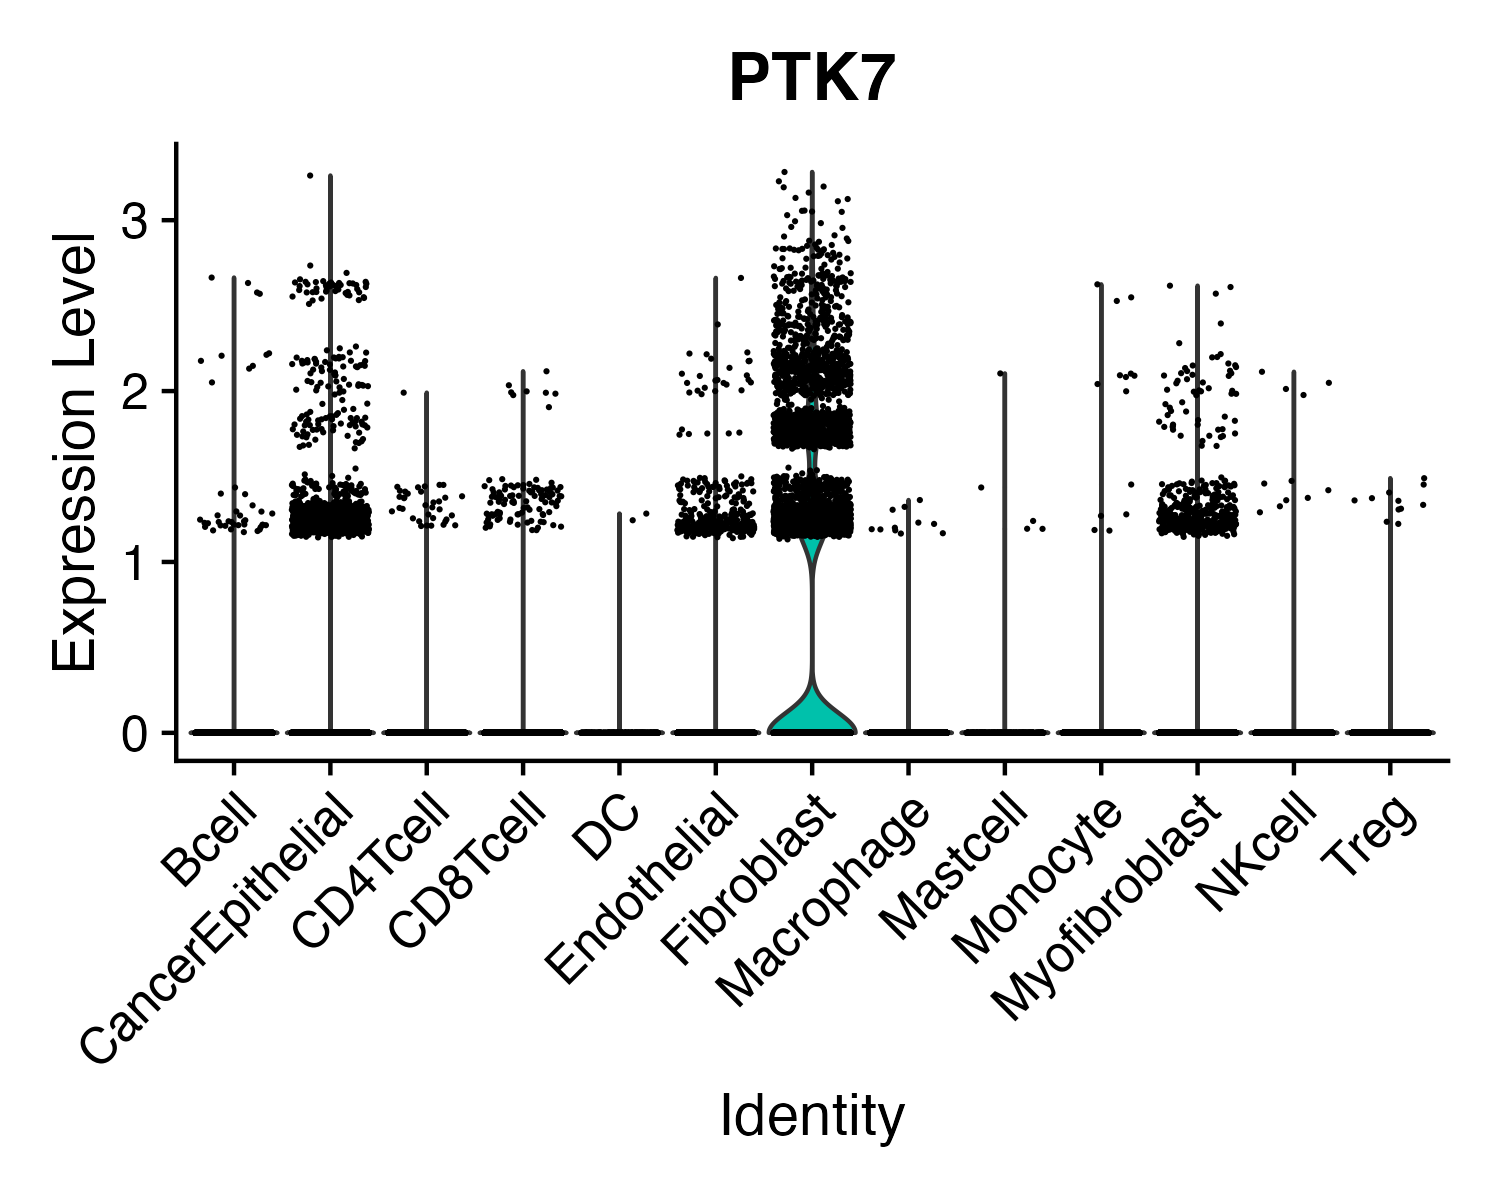 PTK7
Expression Level
3
2
1
0
Bcell
CancerEpithelial
CD4Tcell
CD8Tcell
DC
Endothelial
Fibroblast
Macrophage
Mastcell
Monocyte
Myofibroblast
NKcell
Treg
Identity